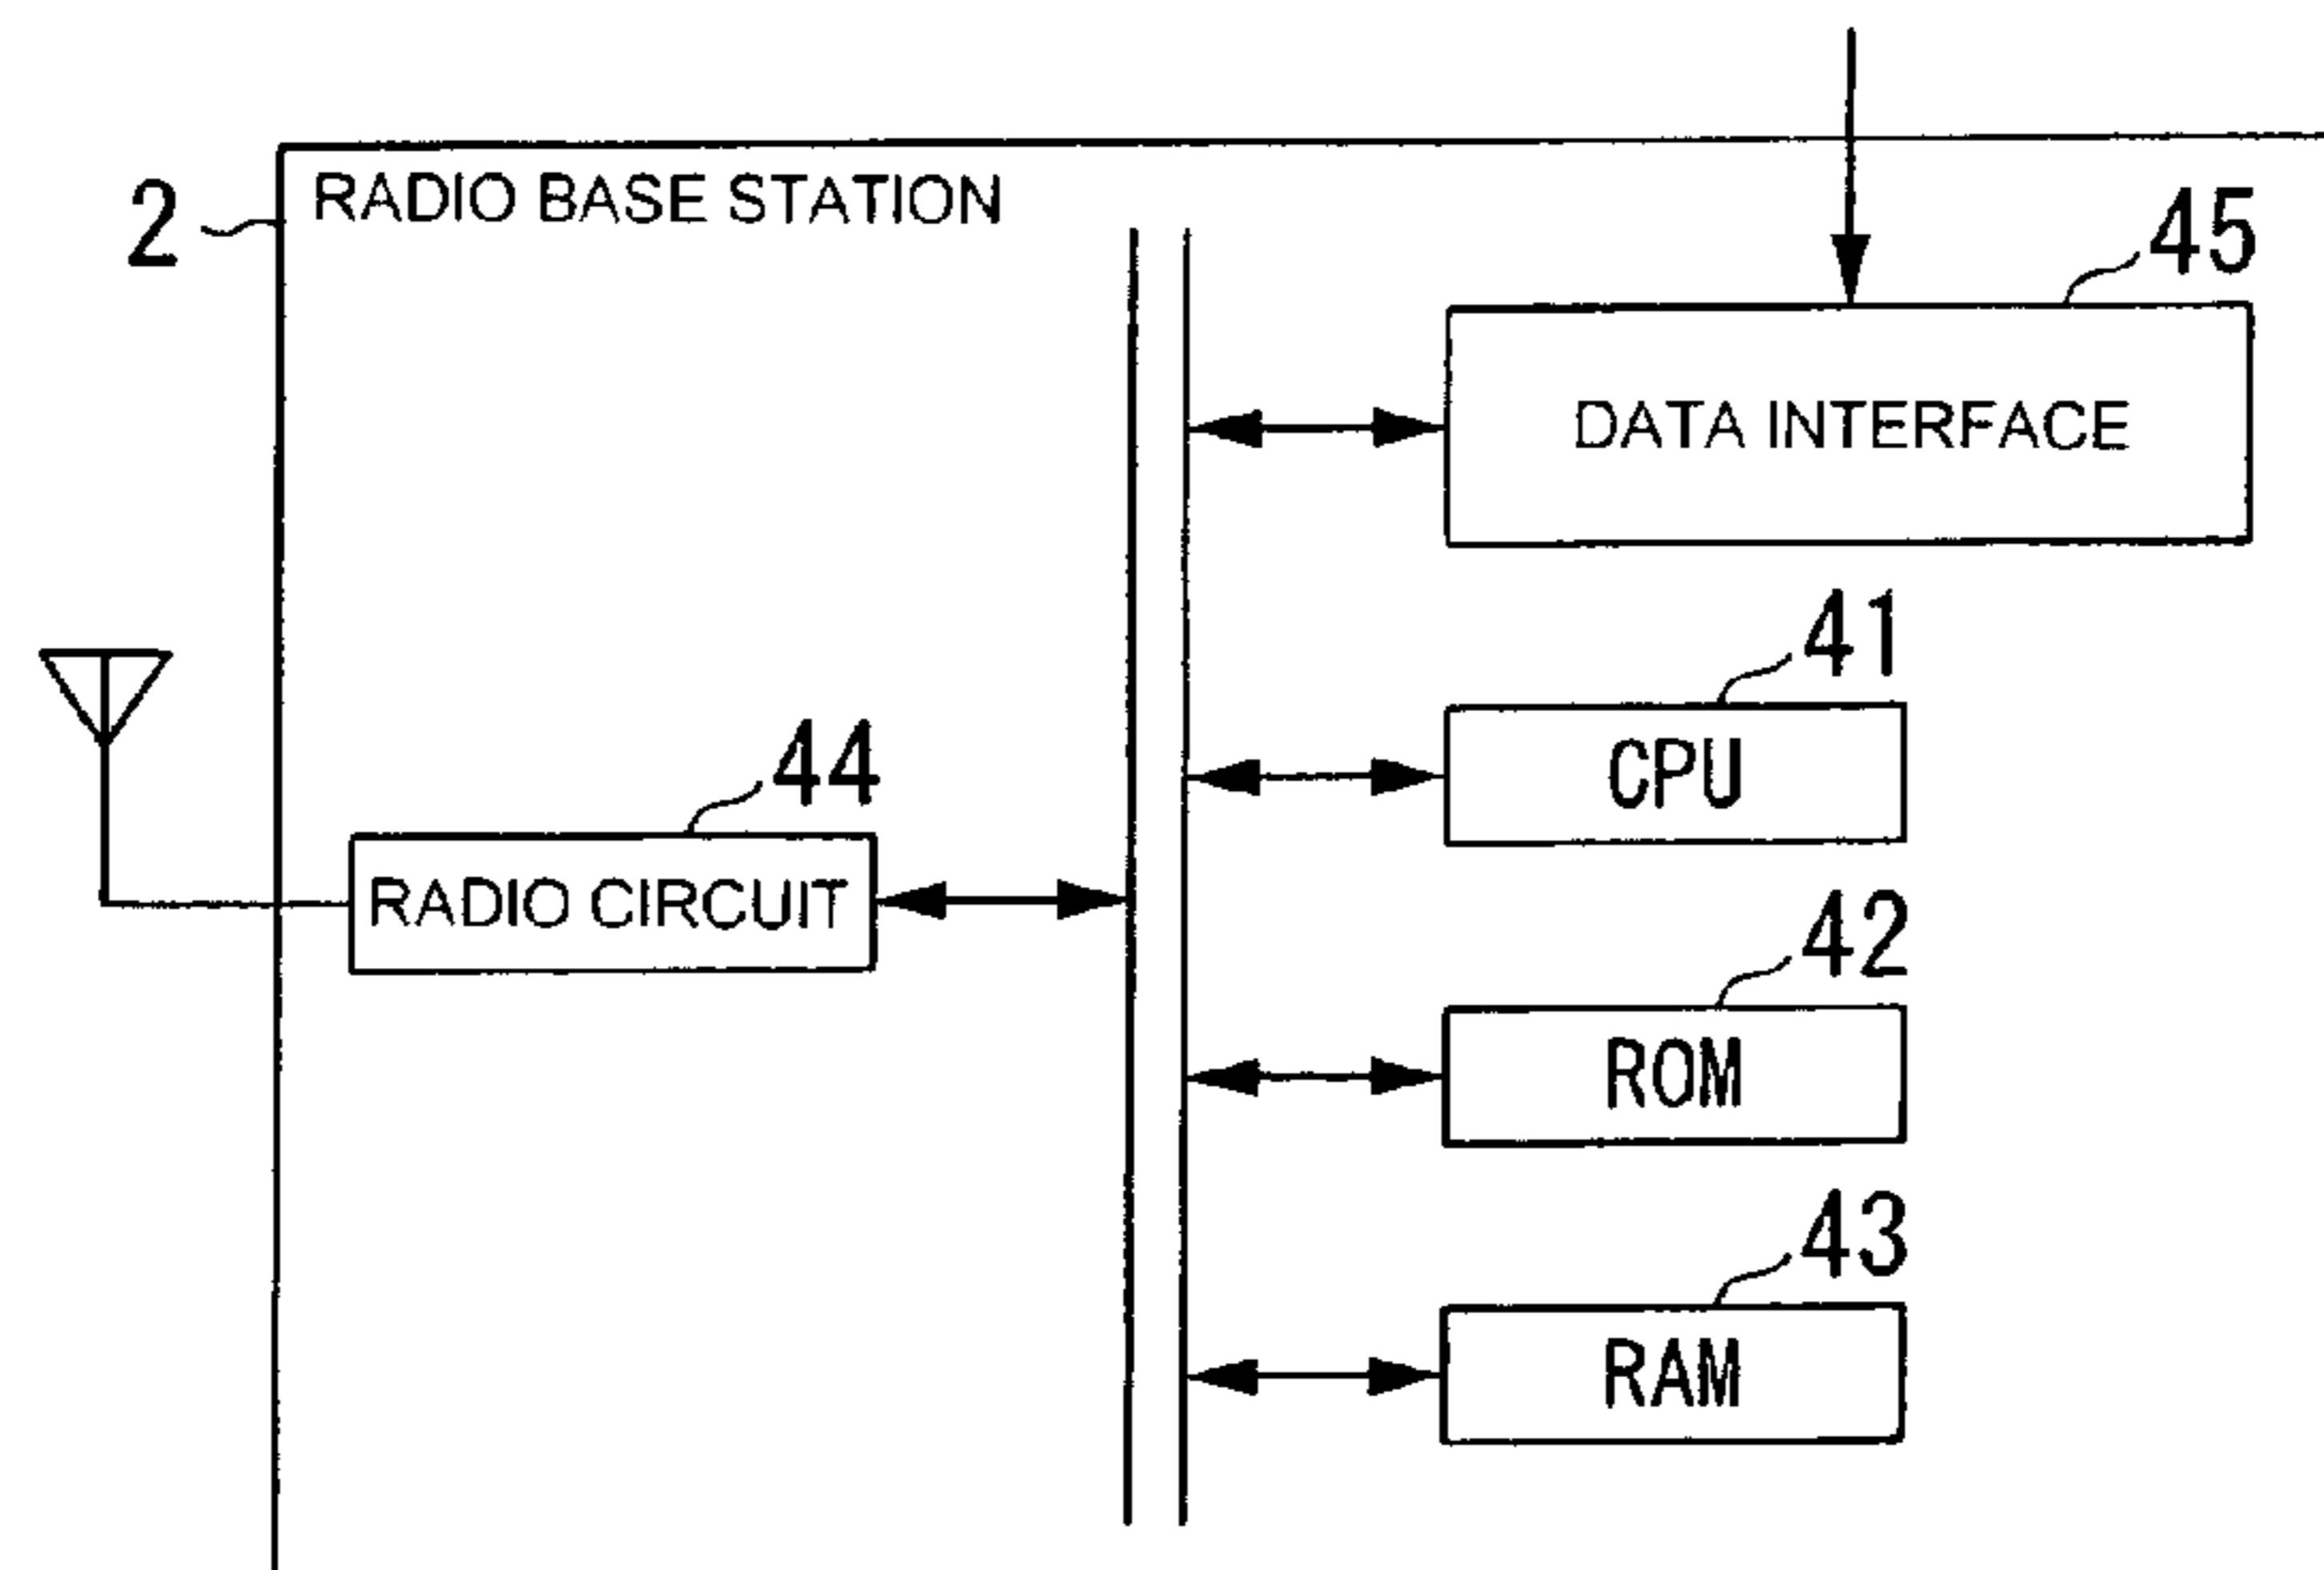 2
RADIO BASE STATION
45
DATA INTERFACE
41
CPU
44
RADIO CIRCUIT
42
ROM
43
RAM